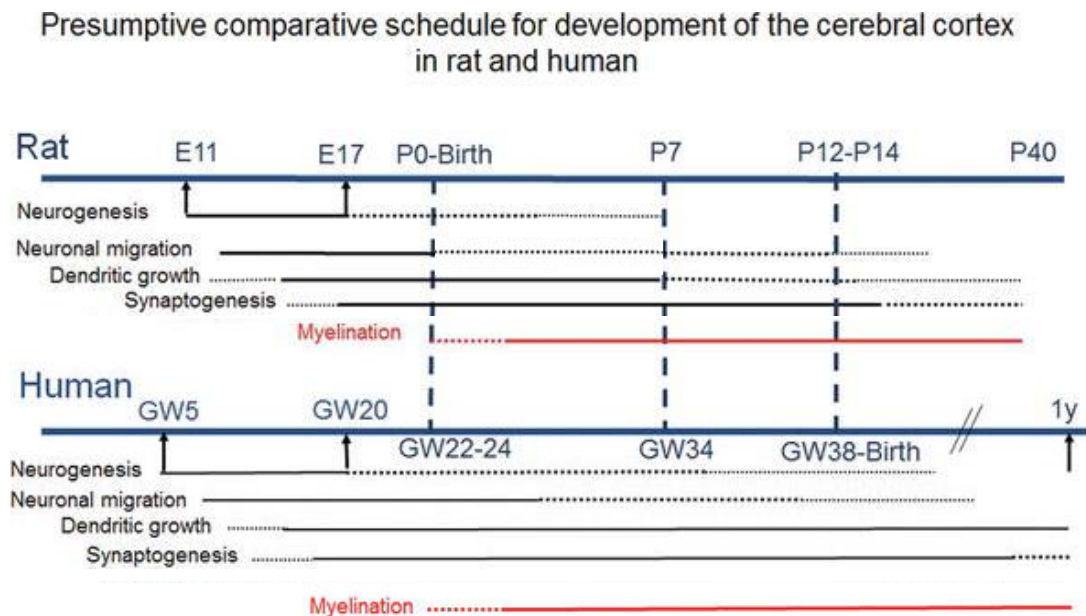 Presumptive comparative schedule for development of the cerebral cortex
in rat and human
Rat
E11 E17 P0-Birth P7 P12-P14 P40
Neurogenesis
Neuronal migration
Dendritic growth
Synaptogenesis
Myelination
Human
GW5 GW20 1y
GW22-24 GW34 GW38-Birth
Neurogenesis
Neuronal migration
Dendritic growth
Synaptogenesis
Myelination